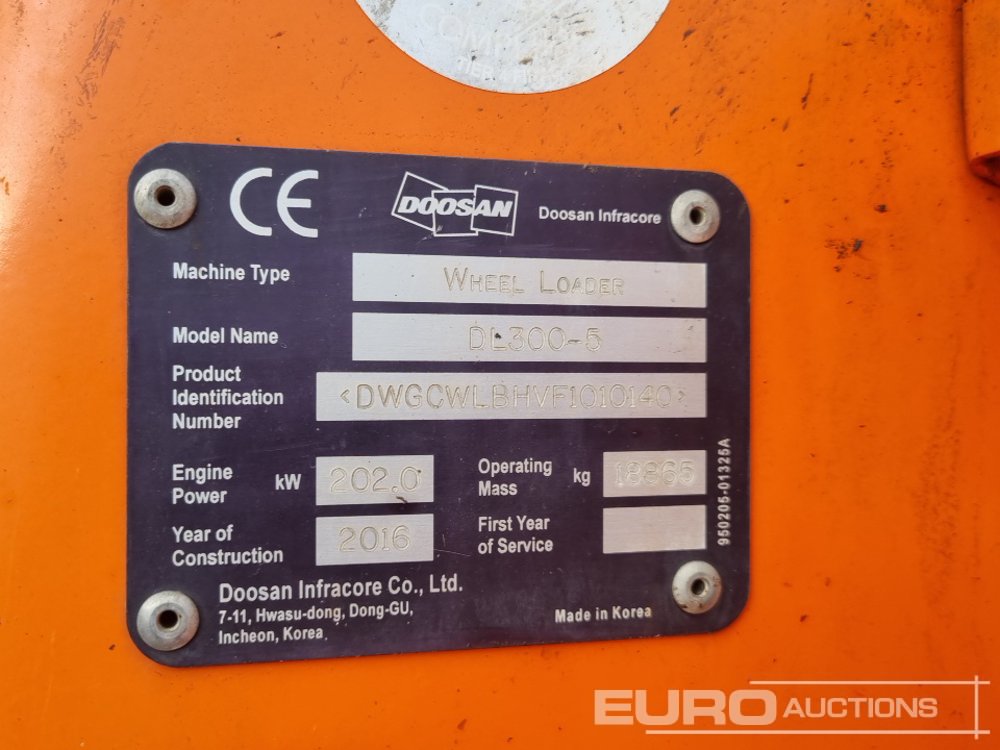 COMP
CE
DOOSAN
Doosan Infracore
Machine Type WHEEL LOADER
Model Name DL300-5
Product
Identification
Number <DWGCWLBHVF1010140>
Engine
Power kW 202.0
Operating
Mass kg 18865
Year of
Construction 2016
First Year
of Service
950205-01325A
Doosan Infracore Co., Ltd.
7-11, Hwasu-dong, Dong-GU,
Incheon, Korea
Made in Korea
EURO AUCTIONS